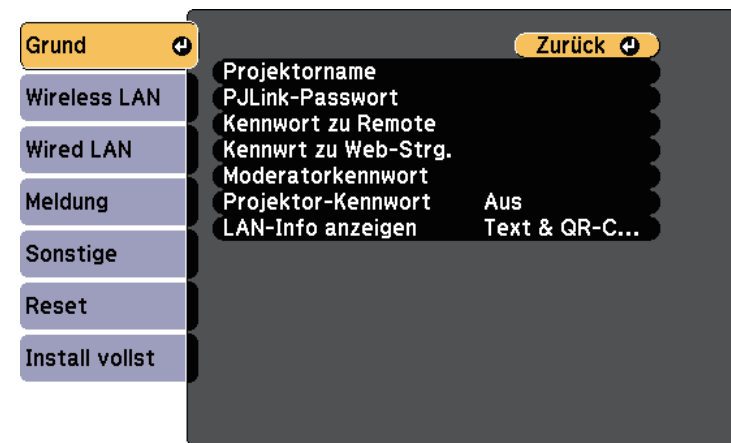 Grund
Wireless LAN
Wired LAN
Meldung
Sonstige
Reset
Install vollst
Zurück
Projektorname
PJLink-Passwort
Kennwort zu Remote
Kennwrt zu Web-Strg.
Moderatorkennwort
Projektor-Kennwort Aus
LAN-Info anzeigen Text & QR-C...